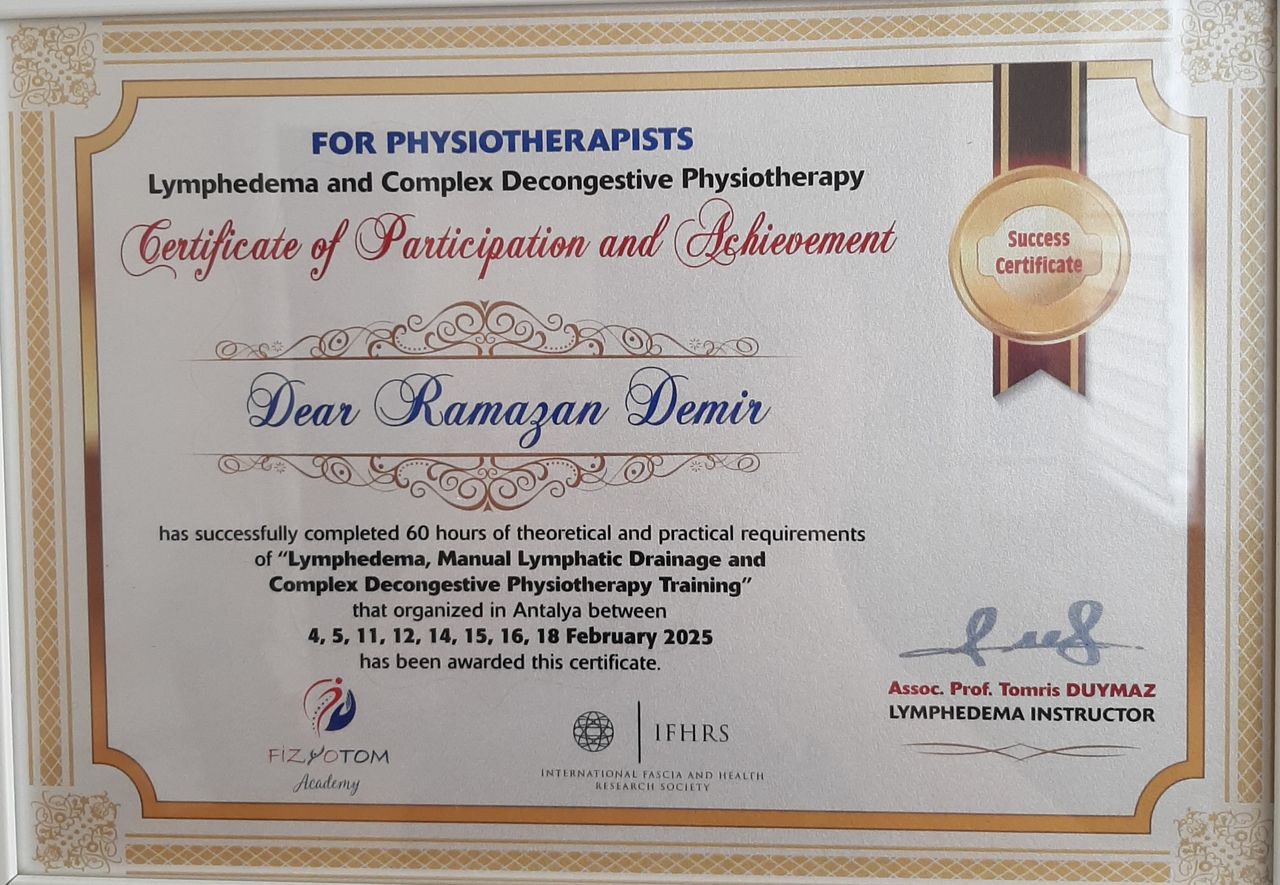 FOR PHYSIOTHERAPISTS
Lymphedema and Complex Decongestive Physiotherapy
Certificate of Participation and Achievement
Success
Certificate
Dear Ramazan Demir
has successfully completed 60 hours of theoretical and practical requirements
of “Lymphedema, Manual Lymphatic Drainage and
Complex Decongestive Physiotherapy Training”
that organized in Antalya between
4, 5, 11, 12, 14, 15, 16, 18 February 2025
has been awarded this certificate.
Assoc. Prof. Tomris DUYMAZ
LYMPHEDEMA INSTRUCTOR
FİZYOTOM
Academy
IFHRS
INTERNATIONAL FASCIA AND HEALTH
RESEARCH SOCIETY